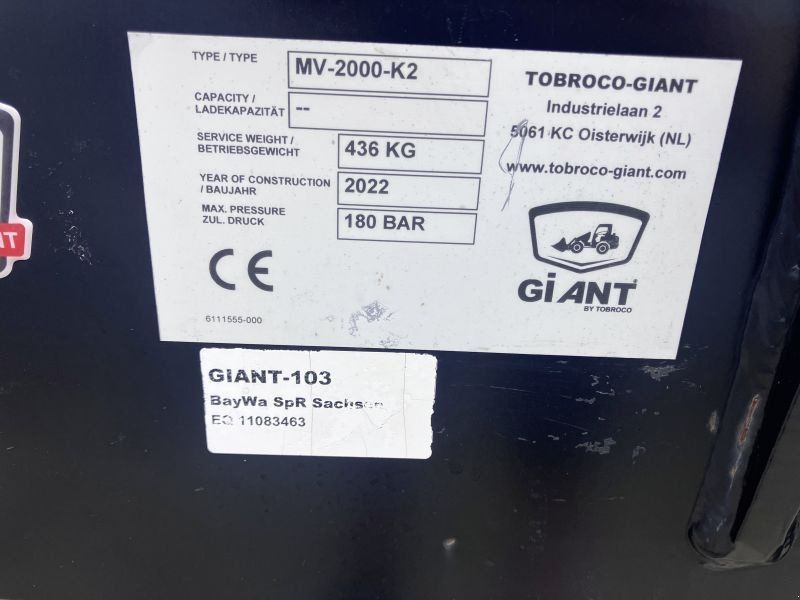 TYPE / TYPE MV-2000-K2
CAPACITY / LADEKAPAZITÄT --
SERVICE WEIGHT / BETRIEBSGEWICHT 436 KG
YEAR OF CONSTRUCTION / BAUJAHR 2022
MAX. PRESSURE ZUL. DRUCK 180 BAR
CE
6111555-000
TOBROCO-GIANT
Industrielaan 2
5061 KC Oisterwijk (NL)
www.tobroco-giant.com
GiANT
BY TOBROCO
GIANT-103
BayWa SpR Sachsen
EQ 11083463